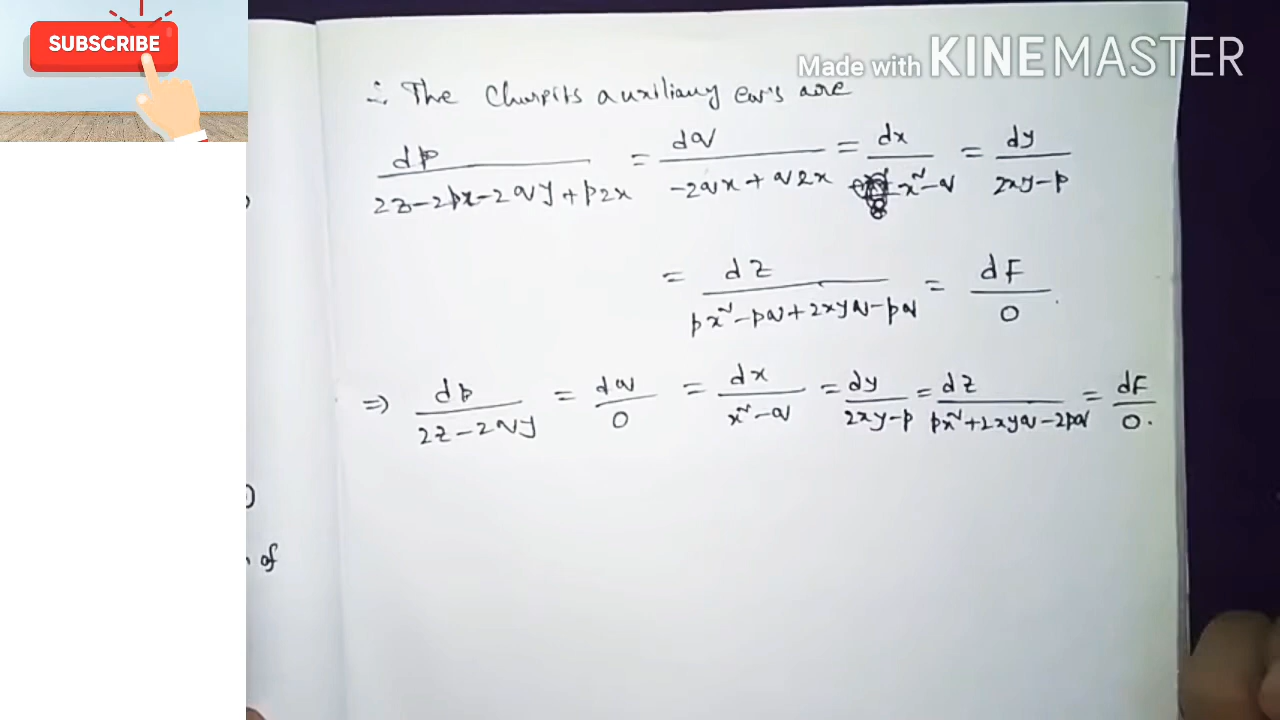 SUBSCRIBE
Made with KINEMASTER
∴ The Charpits auxiliary eqn's are
dp/(2z-2px-2qy+p2x) = dq/(-2qx+q2x) = dx/(x²-q) = dy/(2xy-p)
= dz/(px²-pq+2xyq-pq) = dF/0.
⇒ dp/(2z-2qy) = dq/0 = dx/(x²-q) = dy/(2xy-p) = dz/(px²+2xyq-2pq) = dF/0.
of